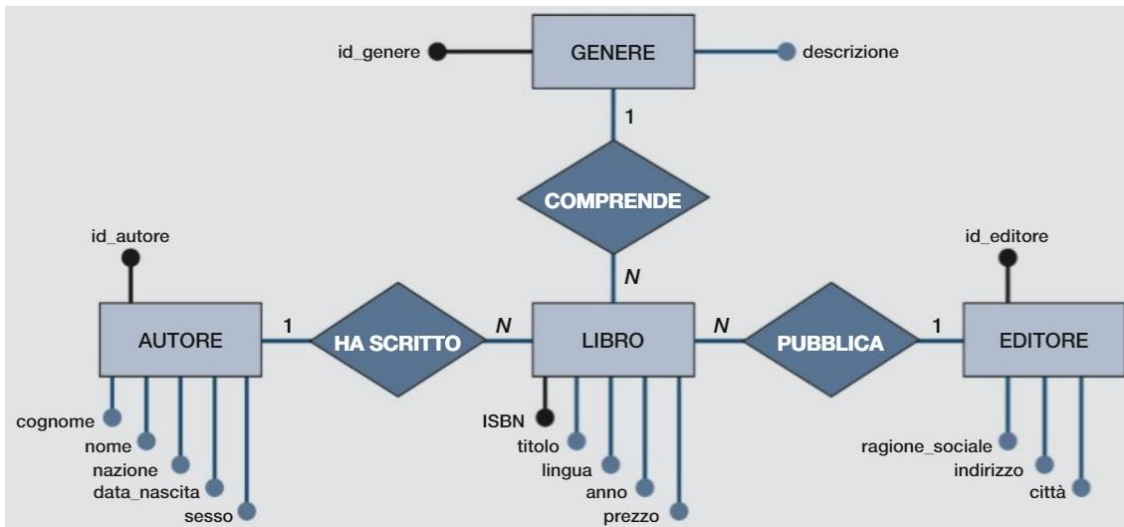 id_genere GENERE descrizione
1
COMPRENDE
N
id_autore
id_editore
AUTORE 1 HA SCRITTO N LIBRO N PUBBLICA 1 EDITORE
cognome
nome
nazione
data_nascita
sesso
ISBN
titolo
lingua
anno
prezzo
ragione_sociale
indirizzo
città